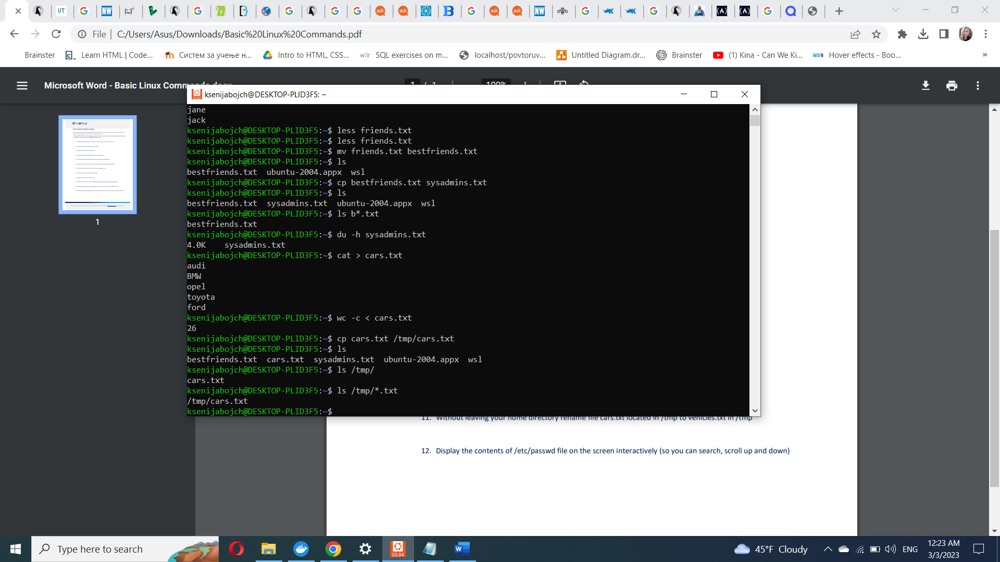 UT
NW
ask
ask
ask
ask
NW
File
C:/Users/Asus/Downloads/Basic%20Linux%20Commands.pdf
Brainster
Learn HTML | Code...
Систем за учење н...
Intro to HTML, CSS...
SQL exercises on m...
localhost/povtoruv...
Untitled Diagram.dr...
Brainster
(1) Kina - Can We Ki...
Hover effects - Boo...
»
Microsoft Word - Basic Linux Commands.docx
ksenijabojch@DESKTOP-PLID3F5: ~
jane
jack
ksenijabojch@DESKTOP-PLID3F5:~$ less friends.txt
ksenijabojch@DESKTOP-PLID3F5:~$ less friends.txt
ksenijabojch@DESKTOP-PLID3F5:~$ mv friends.txt bestfriends.txt
ksenijabojch@DESKTOP-PLID3F5:~$ ls
bestfriends.txt  ubuntu-2004.appx  wsl
ksenijabojch@DESKTOP-PLID3F5:~$ cp bestfriends.txt sysadmins.txt
ksenijabojch@DESKTOP-PLID3F5:~$ ls
bestfriends.txt  sysadmins.txt  ubuntu-2004.appx  wsl
ksenijabojch@DESKTOP-PLID3F5:~$ ls b*.txt
bestfriends.txt
ksenijabojch@DESKTOP-PLID3F5:~$ du -h sysadmins.txt
4.0K    sysadmins.txt
ksenijabojch@DESKTOP-PLID3F5:~$ cat > cars.txt
audi
BMW
opel
toyota
ford
ksenijabojch@DESKTOP-PLID3F5:~$ wc -c < cars.txt
26
ksenijabojch@DESKTOP-PLID3F5:~$ cp cars.txt /tmp/cars.txt
ksenijabojch@DESKTOP-PLID3F5:~$ ls
bestfriends.txt  cars.txt  sysadmins.txt  ubuntu-2004.appx  wsl
ksenijabojch@DESKTOP-PLID3F5:~$ ls /tmp/
cars.txt
ksenijabojch@DESKTOP-PLID3F5:~$ ls /tmp/*.txt
/tmp/cars.txt
ksenijabojch@DESKTOP-PLID3F5:~$
1
11. Without leaving your home directory rename file cars.txt located in /tmp to vehicles.txt in /tmp
12. Display the contents of /etc/passwd file on the screen interactively (so you can search, scroll up and down)
Type here to search
20.04
45°F Cloudy
ENG
12:23 AM
3/3/2023